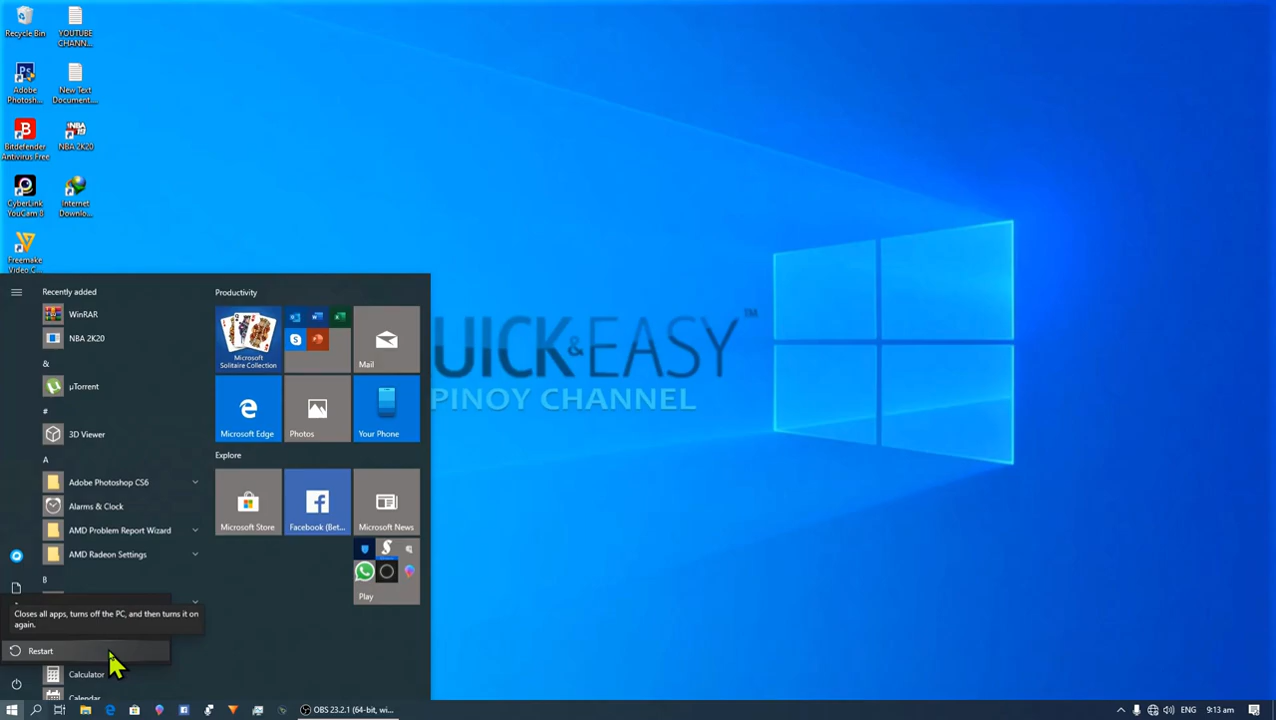 Recycle Bin
YOUTUBE
CHANN...
Adobe
Photosh...
New Text
Document....
Bitdefender
Antivirus Free
NBA 2K20
CyberLink
YouCam 8
Internet
Downlo...
Freemake
Video C...
UICK&EASY™
PINOY CHANNEL
Recently added
WinRAR
NBA 2K20
&
µTorrent
#
3D Viewer
A
Adobe Photoshop CS6
Alarms & Clock
AMD Problem Report Wizard
AMD Radeon Settings
B
Closes all apps, turns off the PC, and then turns it on
again.
Restart
Calculator
Calendar
Productivity
Microsoft
Solitaire Collection
Mail
Microsoft Edge
Photos
Your Phone
Explore
Microsoft Store
Facebook (Bet...
Microsoft News
Play
OBS 23.2.1 (64-bit, wi...
ENG
9:13 am